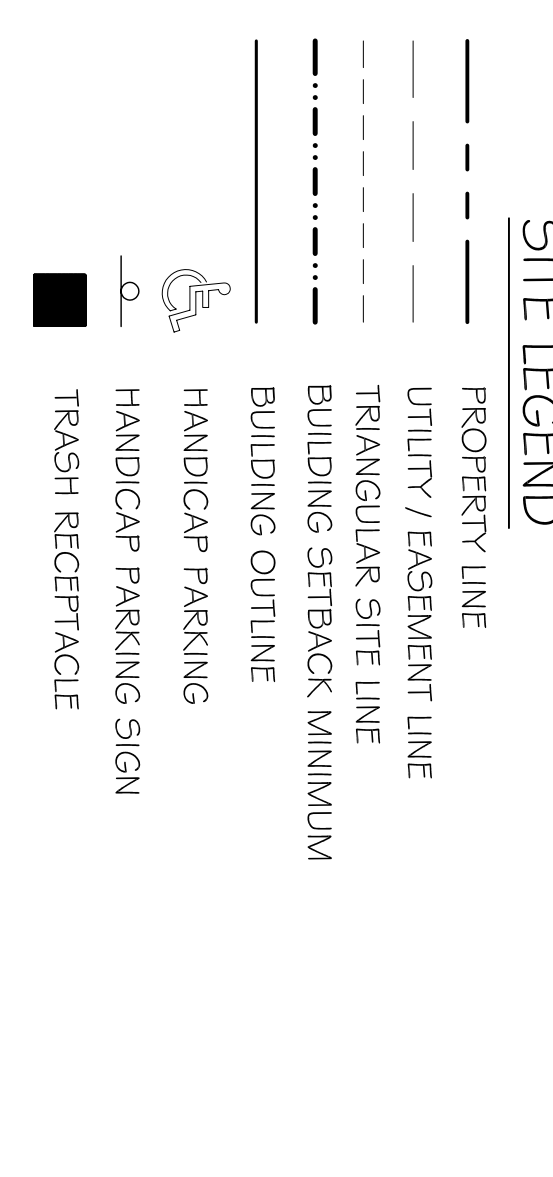 SITE LEGEND
PROPERTY LINE
UTILITY / EASEMENT LINE
TRIANGULAR SITE LINE
BUILDING SETBACK MINIMUM
BUILDING OUTLINE
HANDICAP PARKING
HANDICAP PARKING SIGN
TRASH RECEPTACLE